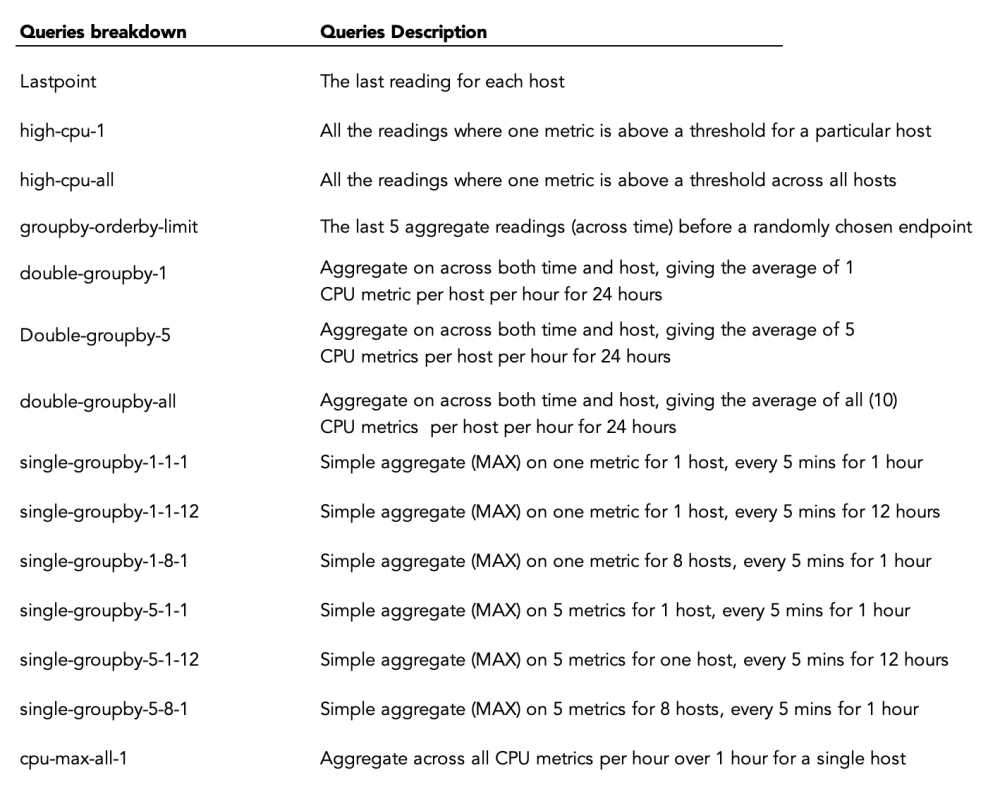 Queries breakdown Queries Description
Lastpoint The last reading for each host
high-cpu-1 All the readings where one metric is above a threshold for a particular host
high-cpu-all All the readings where one metric is above a threshold across all hosts
groupby-orderby-limit The last 5 aggregate readings (across time) before a randomly chosen endpoint
double-groupby-1 Aggregate on across both time and host, giving the average of 1
CPU metric per host per hour for 24 hours
Double-groupby-5 Aggregate on across both time and host, giving the average of 5
CPU metrics per host per hour for 24 hours
double-groupby-all Aggregate on across both time and host, giving the average of all (10)
CPU metrics per host per hour for 24 hours
single-groupby-1-1-1 Simple aggregate (MAX) on one metric for 1 host, every 5 mins for 1 hour
single-groupby-1-1-12 Simple aggregate (MAX) on one metric for 1 host, every 5 mins for 12 hours
single-groupby-1-8-1 Simple aggregate (MAX) on one metric for 8 hosts, every 5 mins for 1 hour
single-groupby-5-1-1 Simple aggregate (MAX) on 5 metrics for 1 host, every 5 mins for 1 hour
single-groupby-5-1-12 Simple aggregate (MAX) on 5 metrics for one host, every 5 mins for 12 hours
single-groupby-5-8-1 Simple aggregate (MAX) on 5 metrics for 8 hosts, every 5 mins for 1 hour
cpu-max-all-1 Aggregate across all CPU metrics per hour over 1 hour for a single host